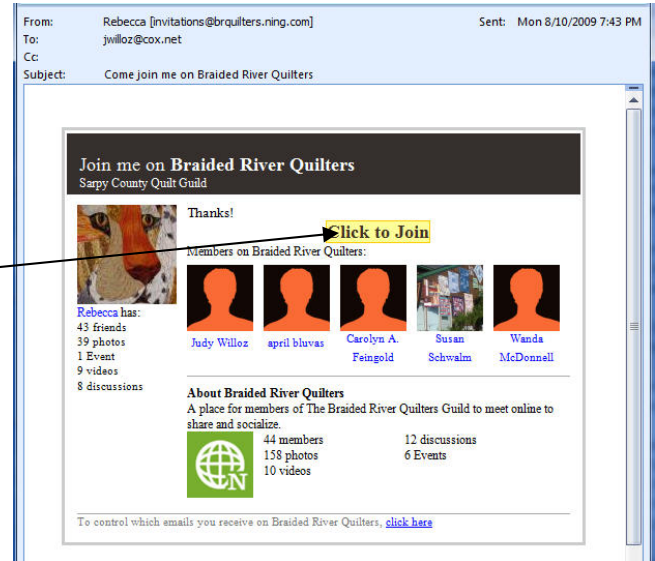 From: Rebecca [invitations@brquilters.ning.com] Sent: Mon 8/10/2009 7:43 PM
To: jwilloz@cox.net
Cc:
Subject: Come join me on Braided River Quilters
Join me on Braided River Quilters
Sarpy County Quilt Guild
Thanks!
Click to Join
Members on Braided River Quilters:
Rebecca has:
43 friends
39 photos
1 Event
9 videos
8 discussions
Judy Willoz
april bluvas
Carolyn A. Feingold
Susan Schwalm
Wanda McDonnell
About Braided River Quilters
A place for members of The Braided River Quilters Guild to meet online to
share and socialize.
44 members 12 discussions
158 photos 6 Events
10 videos
N
To control which emails you receive on Braided River Quilters, click here